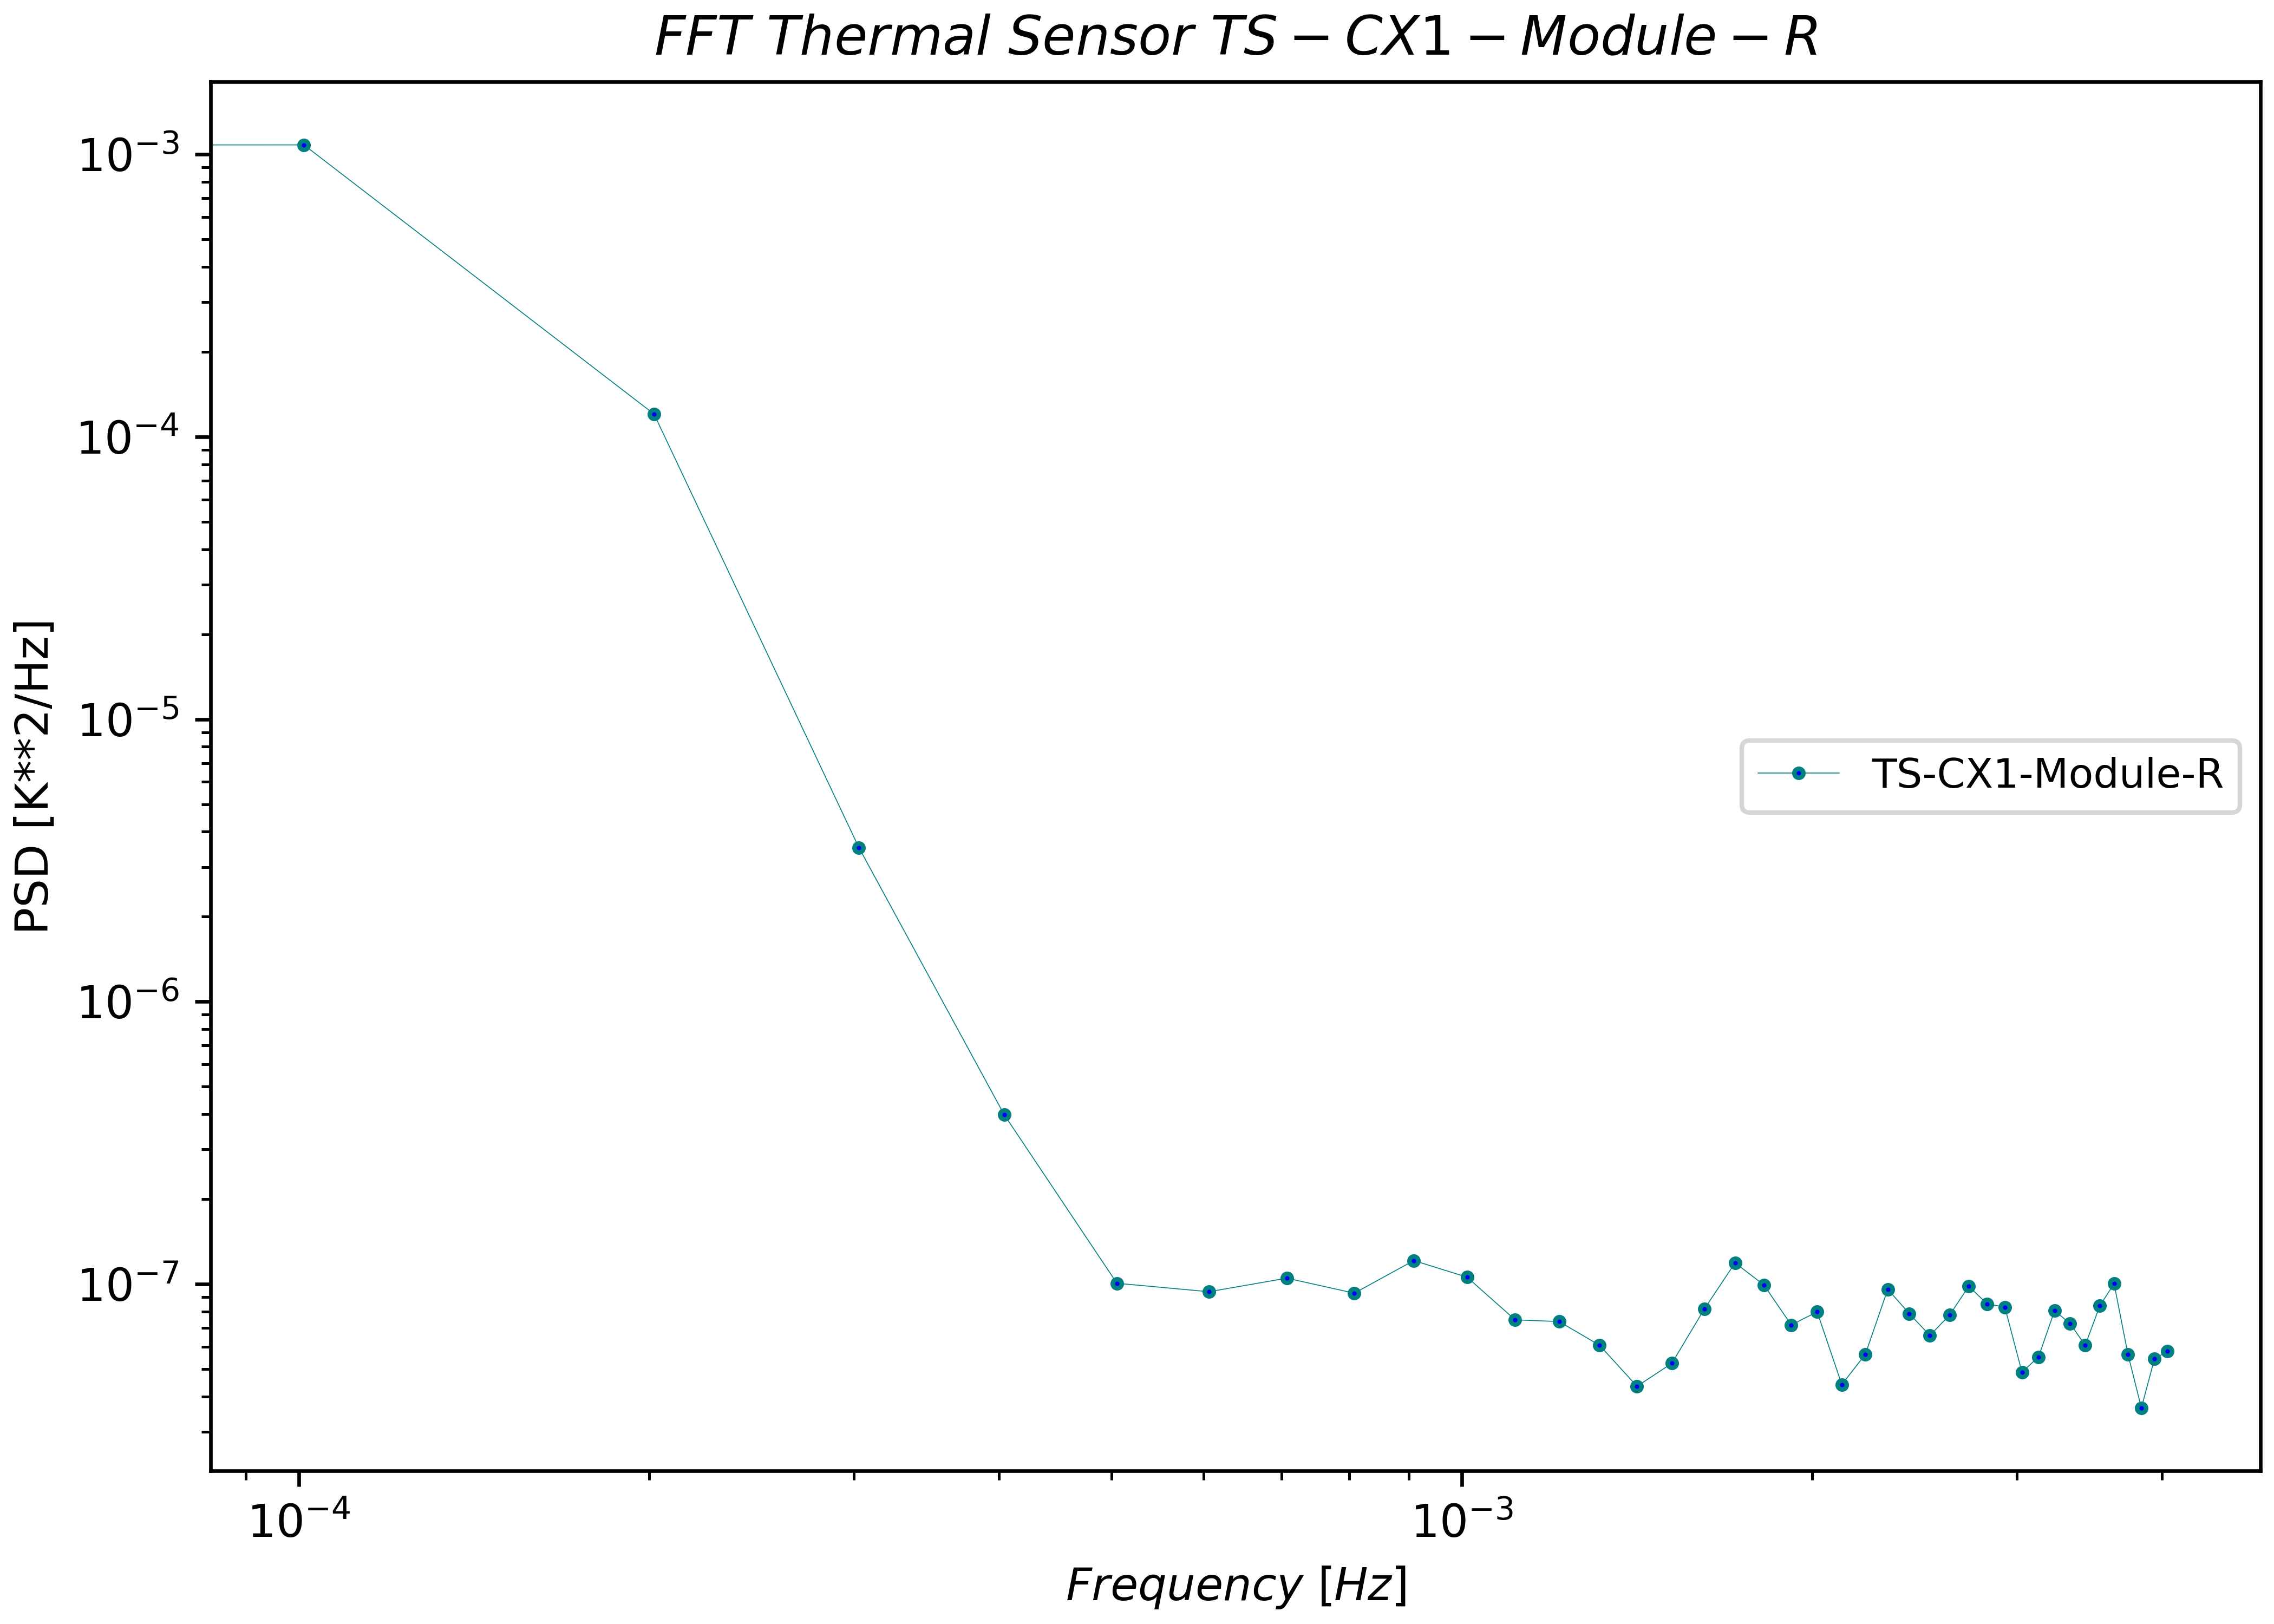 FFT Thermal Sensor TS − CX1 − Module − R
PSD [K**2/Hz]
10⁻³
10⁻⁴
10⁻⁵
10⁻⁶
10⁻⁷
TS-CX1-Module-R
10⁻⁴ 10⁻³
Frequency [Hz]